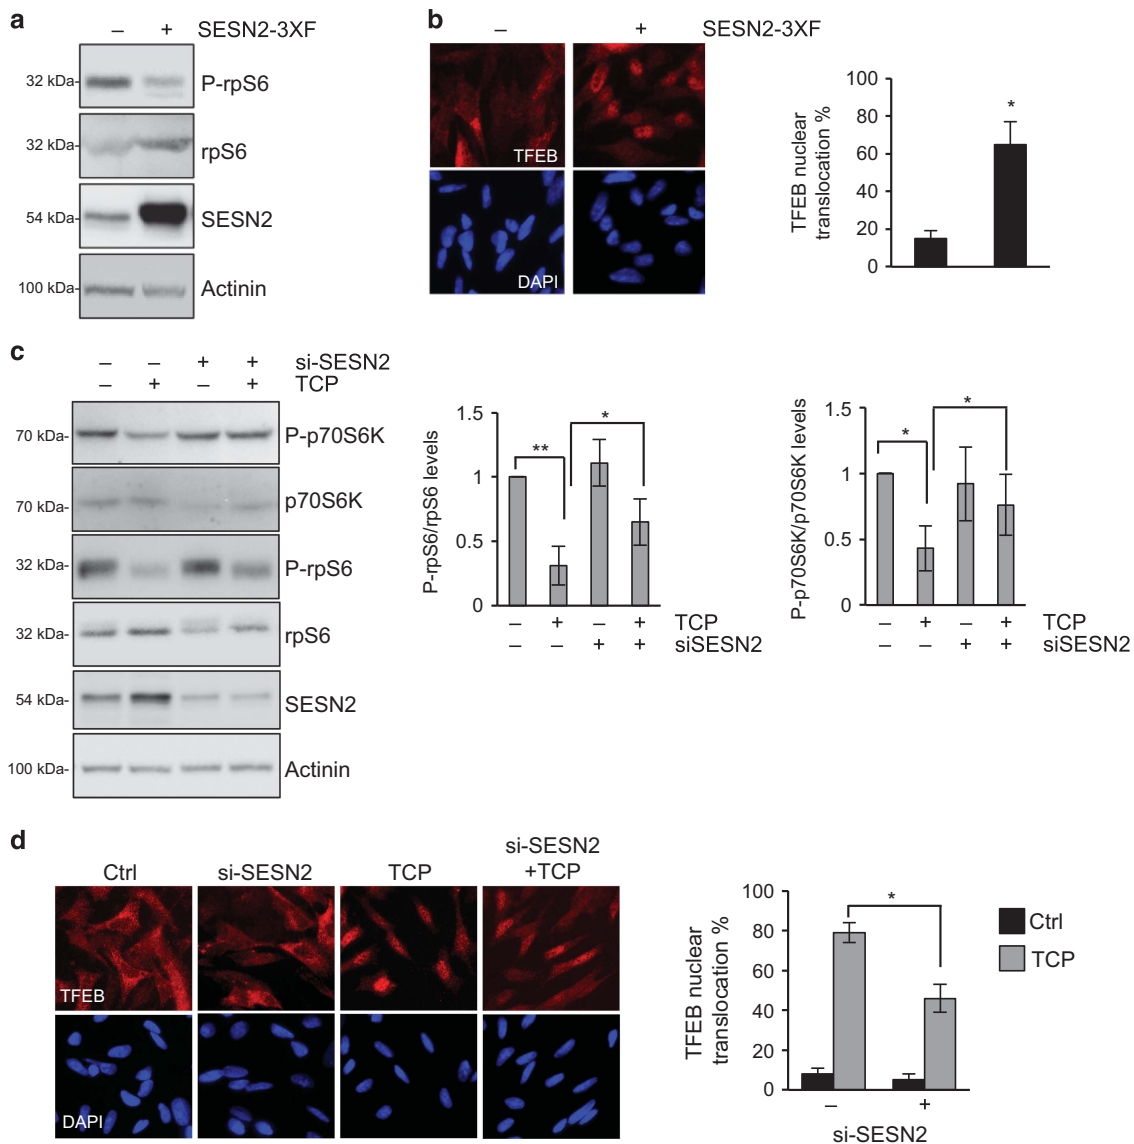 a
– + SESN2-3XF
32 kDa- P-rpS6
32 kDa- rpS6
54 kDa- SESN2
100 kDa- Actinin
b
– + SESN2-3XF
TFEB
DAPI
TFEB nuclear
translocation %
100
80
60
40
20
0
*
c
– – + + si-SESN2
– + – + TCP
70 kDa- P-p70S6K
70 kDa- p70S6K
32 kDa- P-rpS6
32 kDa- rpS6
54 kDa- SESN2
100 kDa- Actinin
P-rpS6/rpS6 levels
1.5
1
0.5
0
** *
– + – + TCP
– – + + siSESN2
P-p70S6K/p70S6K levels
1.5
1
0.5
0
* *
– + – + TCP
– – + + siSESN2
d
Ctrl si-SESN2 TCP si-SESN2
+TCP
TFEB
DAPI
TFEB nuclear
translocation %
100
80
60
40
20
0
*
– +
si-SESN2
Ctrl
TCP